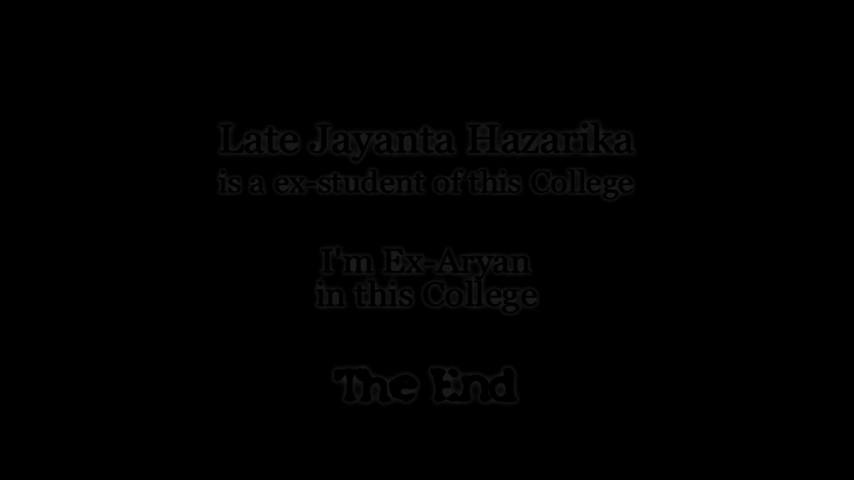 Late Jayanta Hazarika
is a ex-student of this College
I'm Ex-Aryan
in this College
The End